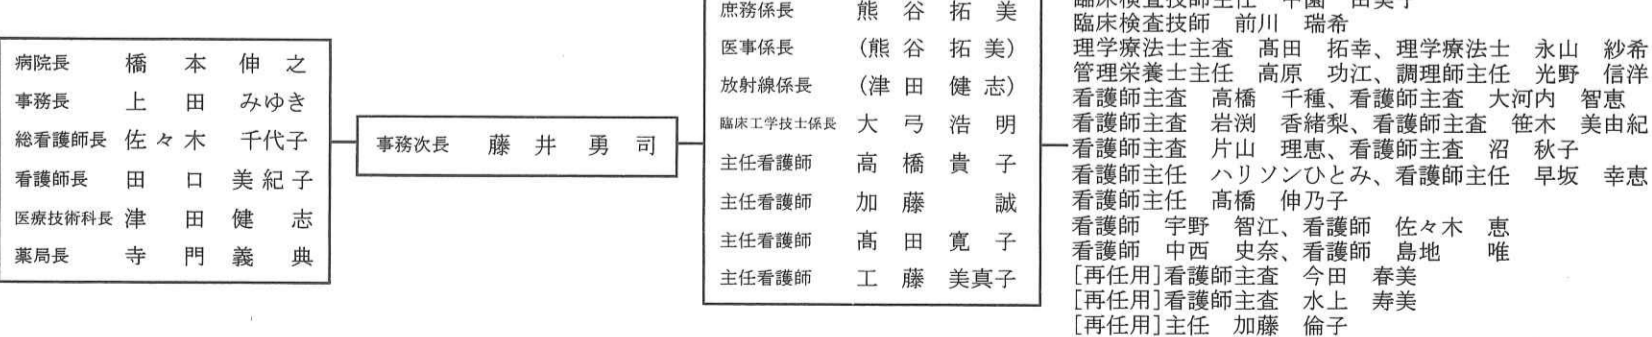 病院長 橋本伸之
事務長 上田みゆき
総看護師長 佐々木千代子
看護師長 田口美紀子
医療技術科長 津田健志
薬局長 寺門義典
事務次長 藤井勇司
庶務係長 熊谷拓美
医事係長 (熊谷拓美)
放射線係長 (津田健志)
臨床工学技士係長 大弓浩明
主任看護師 高橋貴子
主任看護師 加藤誠
主任看護師 髙田寛子
主任看護師 工藤美真子
臨床検査技師 前川 瑞希
理学療法士主査 髙田 拓幸、理学療法士 永山 紗希
管理栄養士主任 高原 功江、調理師主任 光野 信洋
看護師主査 高橋 千種、看護師主査 大河内 智恵
看護師主査 岩渕 香緒梨、看護師主査 笹木 美由紀
看護師主査 片山 理恵、看護師主査 沼 秋子
看護師主任 ハリソンひとみ、看護師主任 早坂 幸恵
看護師主任 髙橋 伸乃子
看護師 宇野 智江、看護師 佐々木 恵
看護師 中西 史奈、看護師 島地 唯
[再任用]看護師主査 今田 春美
[再任用]看護師主査 水上 寿美
[再任用]主任 加藤 倫子